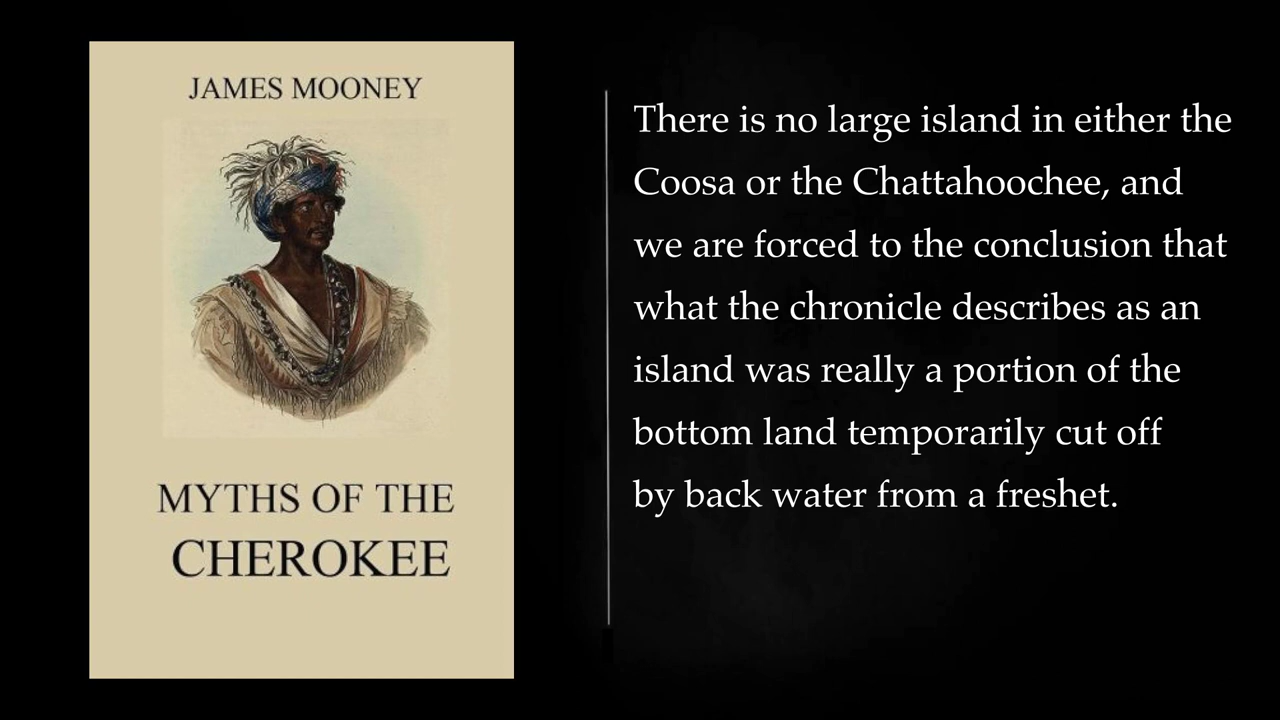 JAMES MOONEY
MYTHS OF THE
CHEROKEE
There is no large island in either the
Coosa or the Chattahoochee, and
we are forced to the conclusion that
what the chronicle describes as an
island was really a portion of the
bottom land temporarily cut off
by back water from a freshet.